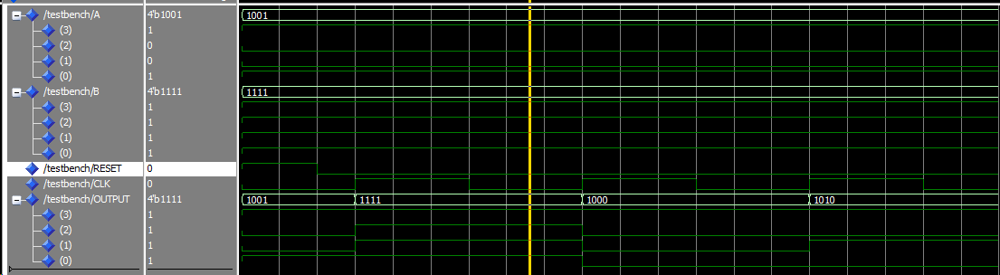 /testbench/A 4'b1001 1001
(3) 1
(2) 0
(1) 0
(0) 1
/testbench/B 4'b1111 1111
(3) 1
(2) 1
(1) 1
(0) 1
/testbench/RESET 0
/testbench/CLK 0
/testbench/OUTPUT 4'b1111 1001 1111 1000 1010
(3) 1
(2) 1
(1) 1
(0) 1